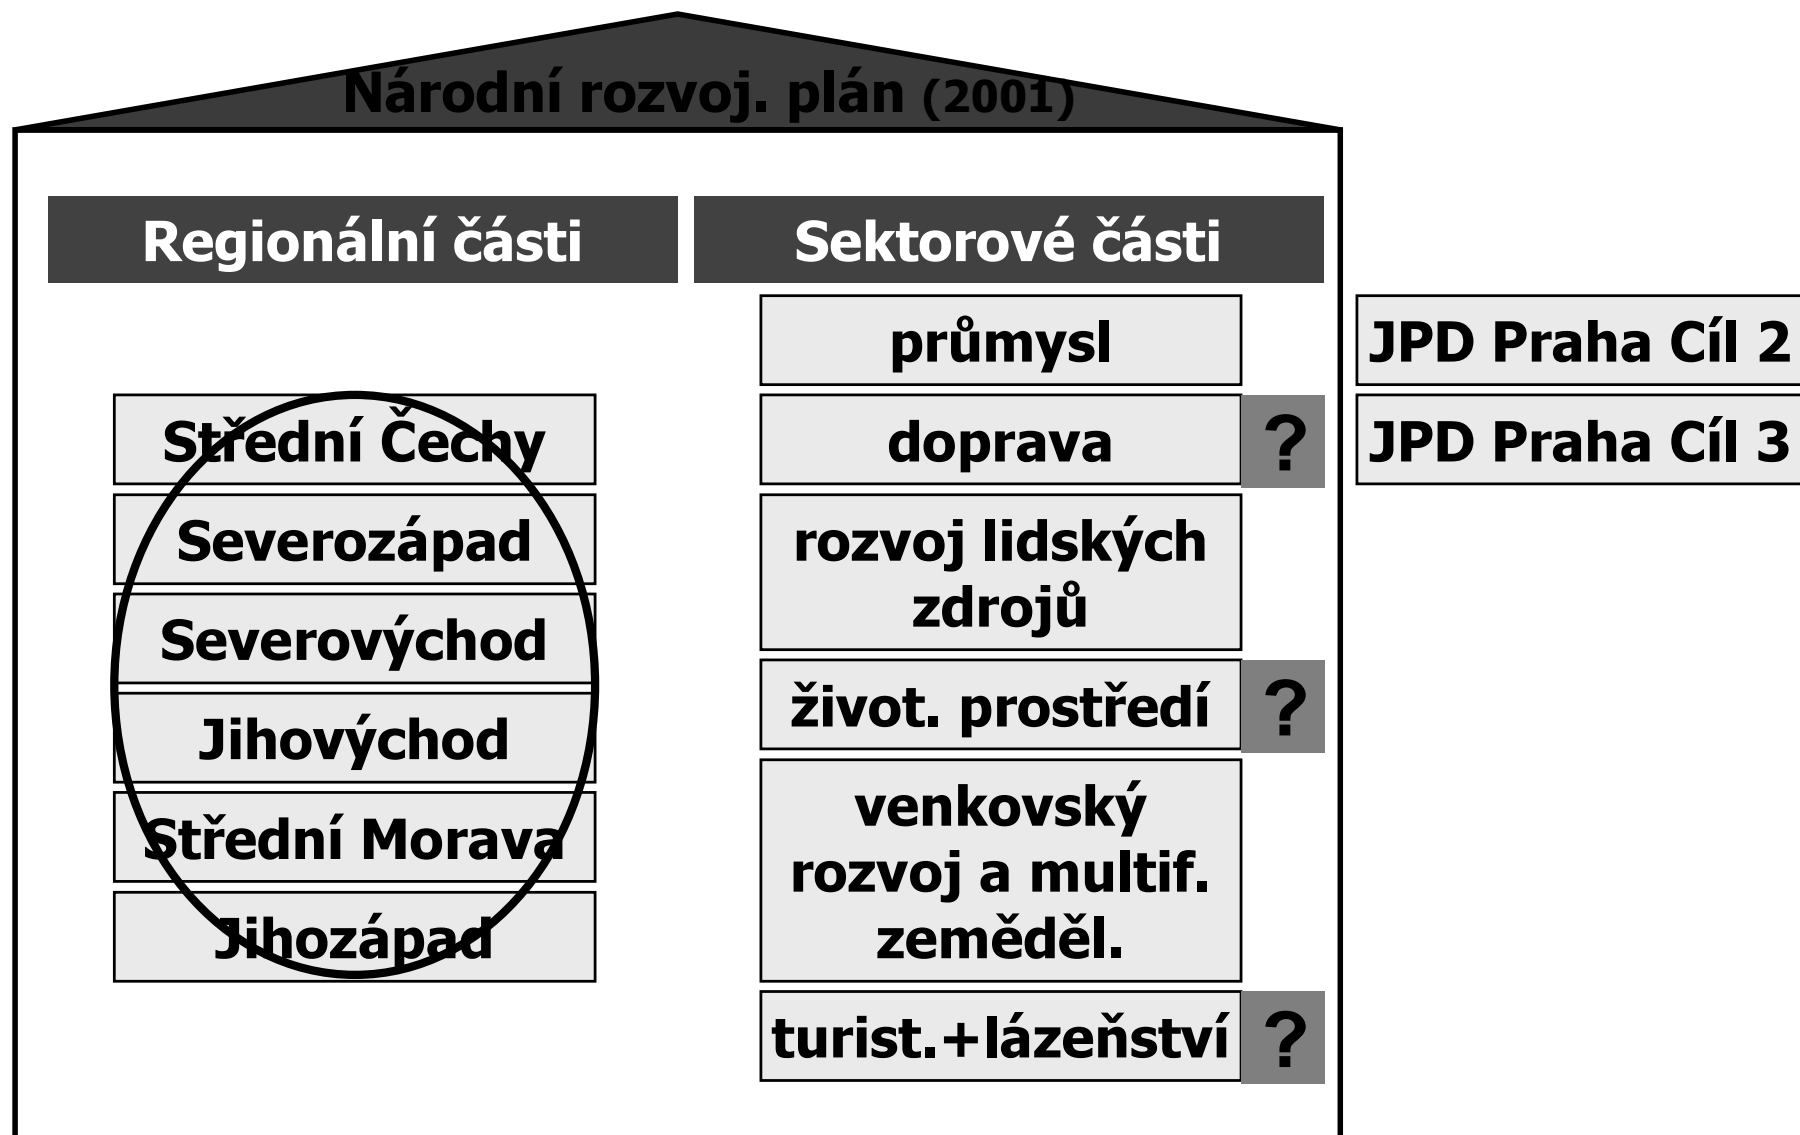 Národní rozvoj. plán (2001)
Regionální části
Střední Čechy
Severozápad
Severovýchod
Jihovýchod
Střední Morava
Jihozápad
Sektorové části
průmysl
doprava
?
rozvoj lidských
zdrojů
život. prostředí
?
venkovský
rozvoj a multif.
zeměděl.
turist.+lázeňství
?
JPD Praha Cíl 2
JPD Praha Cíl 3